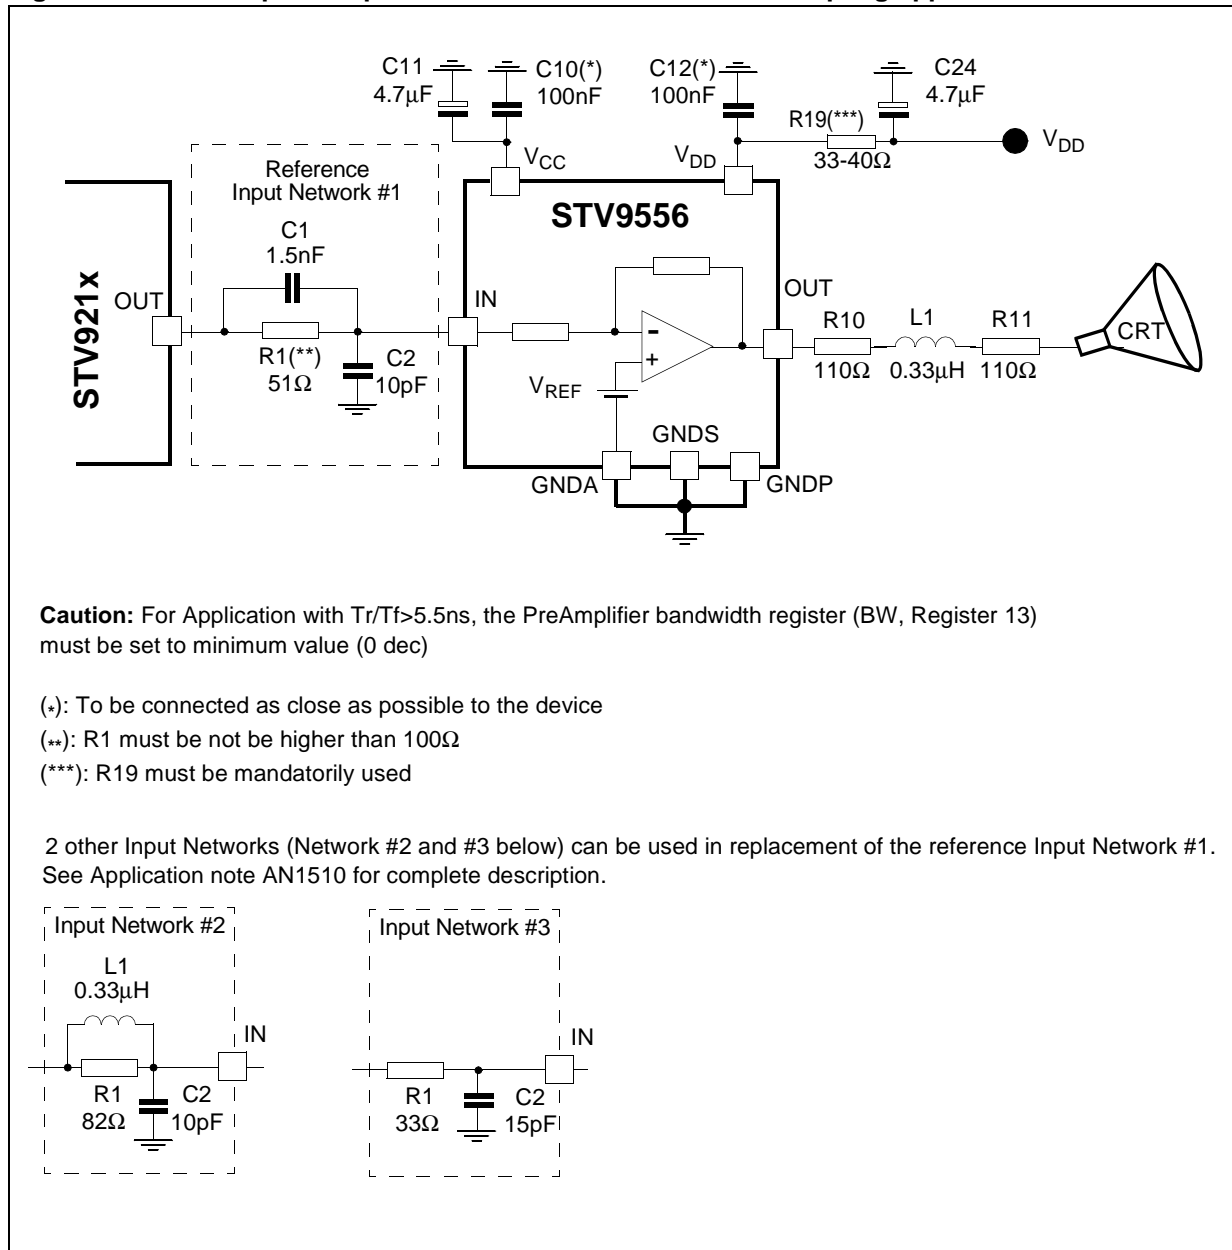 C11
4.7μF
C10(*)
100nF
C12(*)
100nF
C24
4.7μF
R19(***)
33-40Ω
VDD
VCC
VDD
Reference
Input Network #1
STV9556
C1
1.5nF
STV921x
OUT
IN
OUT
R1(**)
51Ω
C2
10pF
VREF
R10
110Ω
L1
0.33μH
R11
110Ω
CRT
GNDS
GNDA
GNDP
Caution: For Application with Tr/Tf>5.5ns, the PreAmplifier bandwidth register (BW, Register 13)
must be set to minimum value (0 dec)
(*): To be connected as close as possible to the device
(**): R1 must be not be higher than 100Ω
(***): R19 must be mandatorily used
2 other Input Networks (Network #2 and #3 below) can be used in replacement of the reference Input Network #1.
See Application note AN1510 for complete description.
Input Network #2
L1
0.33μH
IN
R1
82Ω
C2
10pF
Input Network #3
IN
R1
33Ω
C2
15pF